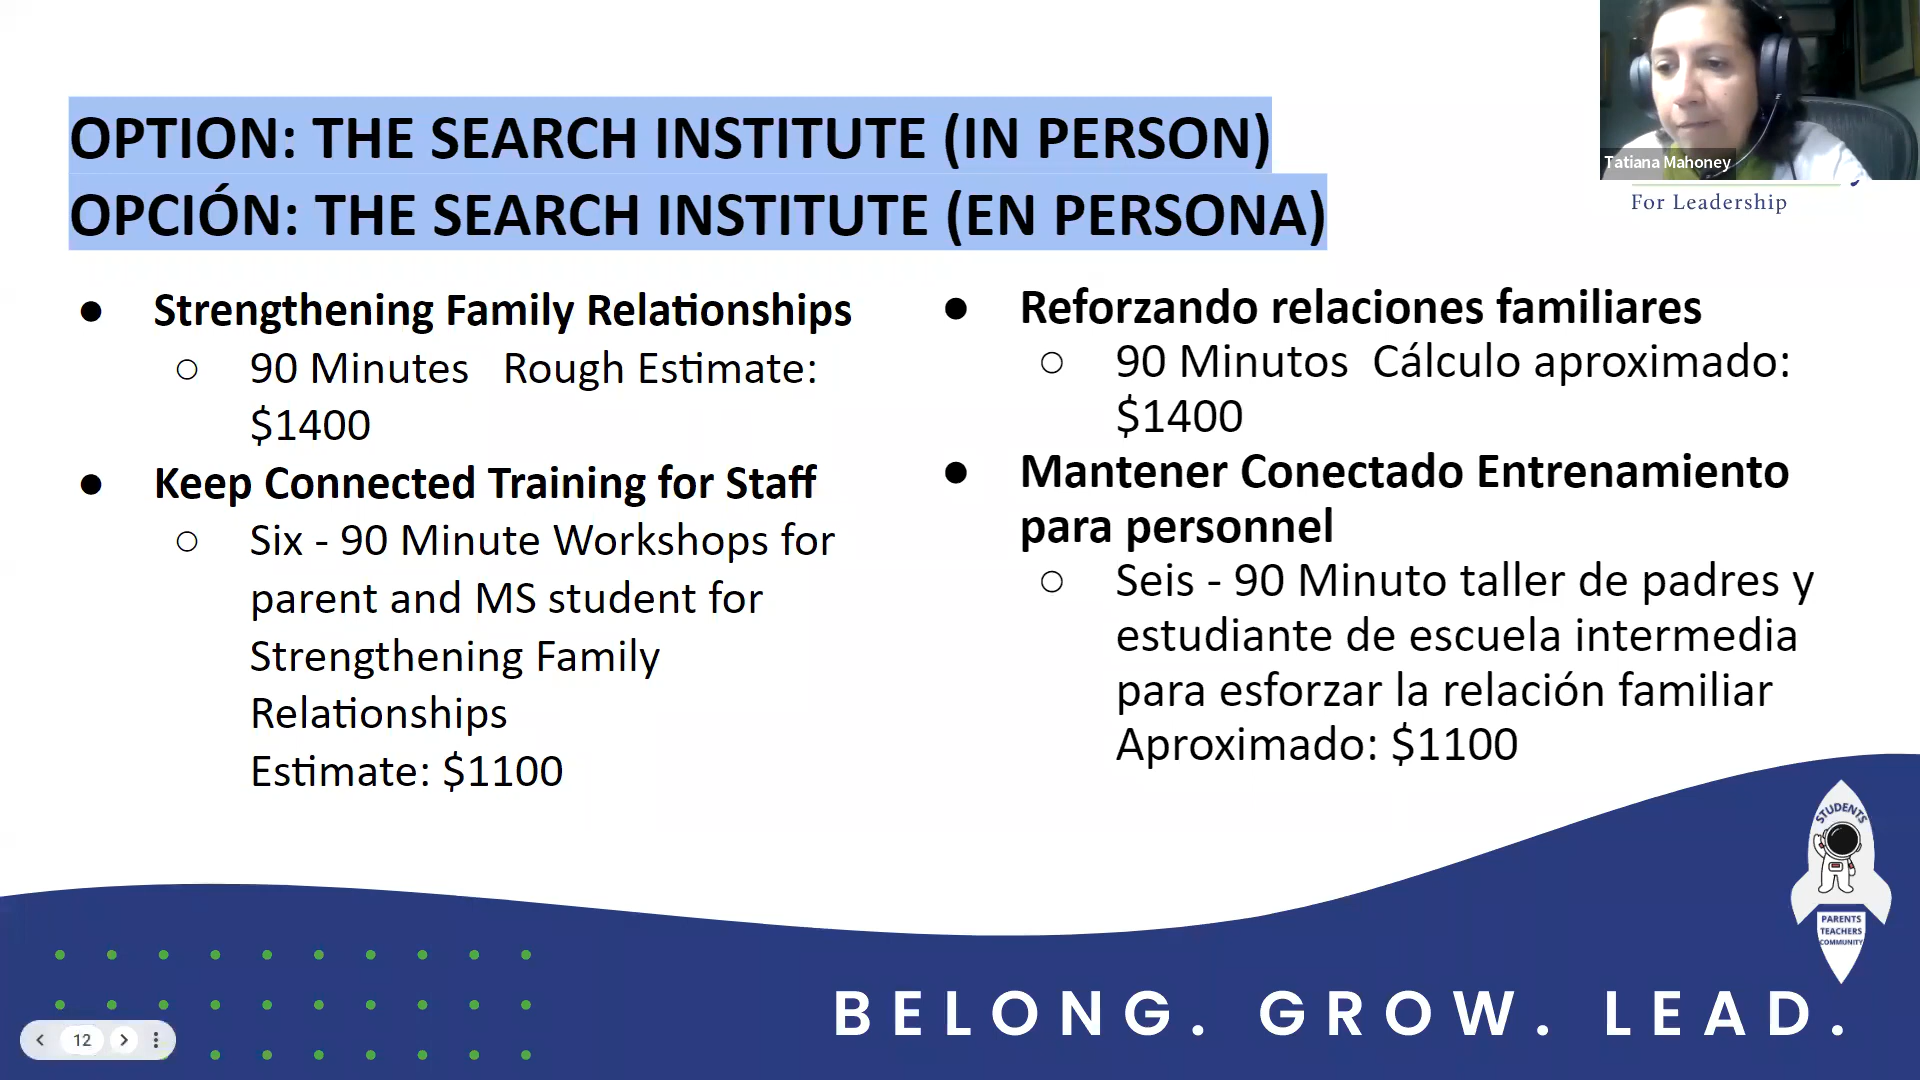 OPTION: THE SEARCH INSTITUTE (IN PERSON)
OPCIÓN: THE SEARCH INSTITUTE (EN PERSONA)
Tatiana Mahoney
For Leadership
● Strengthening Family Relationships
○ 90 Minutes Rough Estimate:
$1400
● Keep Connected Training for Staff
○ Six - 90 Minute Workshops for
parent and MS student for
Strengthening Family
Relationships
Estimate: $1100
● Reforzando relaciones familiares
○ 90 Minutos Cálculo aproximado:
$1400
● Mantener Conectado Entrenamiento
para personnel
○ Seis - 90 Minuto taller de padres y
estudiante de escuela intermedia
para esforzar la relación familiar
Aproximado: $1100
STUDENTS
PARENTS
TEACHERS
COMMUNITY
BELONG. GROW. LEAD.
12